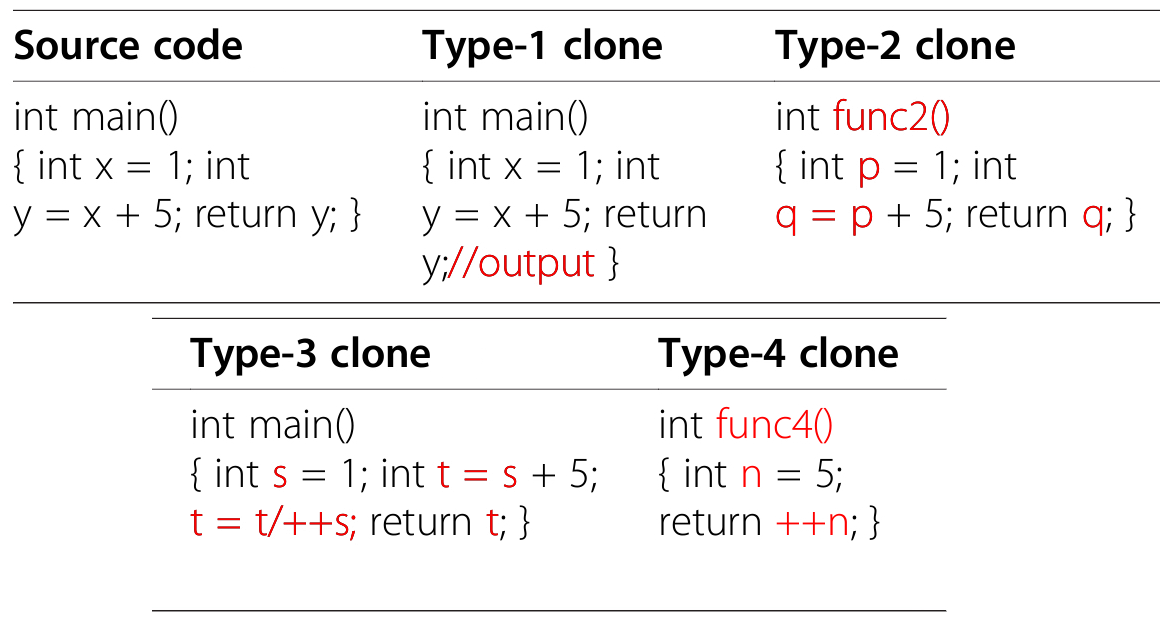 Source code Type-1 clone Type-2 clone
int main() int main() int func2()
{ int x = 1; int { int x = 1; int { int p = 1; int
y = x + 5; return y; } y = x + 5; return q = p + 5; return q; }
y;//output }
Type-3 clone Type-4 clone
int main() int func4()
{ int s = 1; int t = s + 5; { int n = 5;
t = t/++s; return t; } return ++n; }